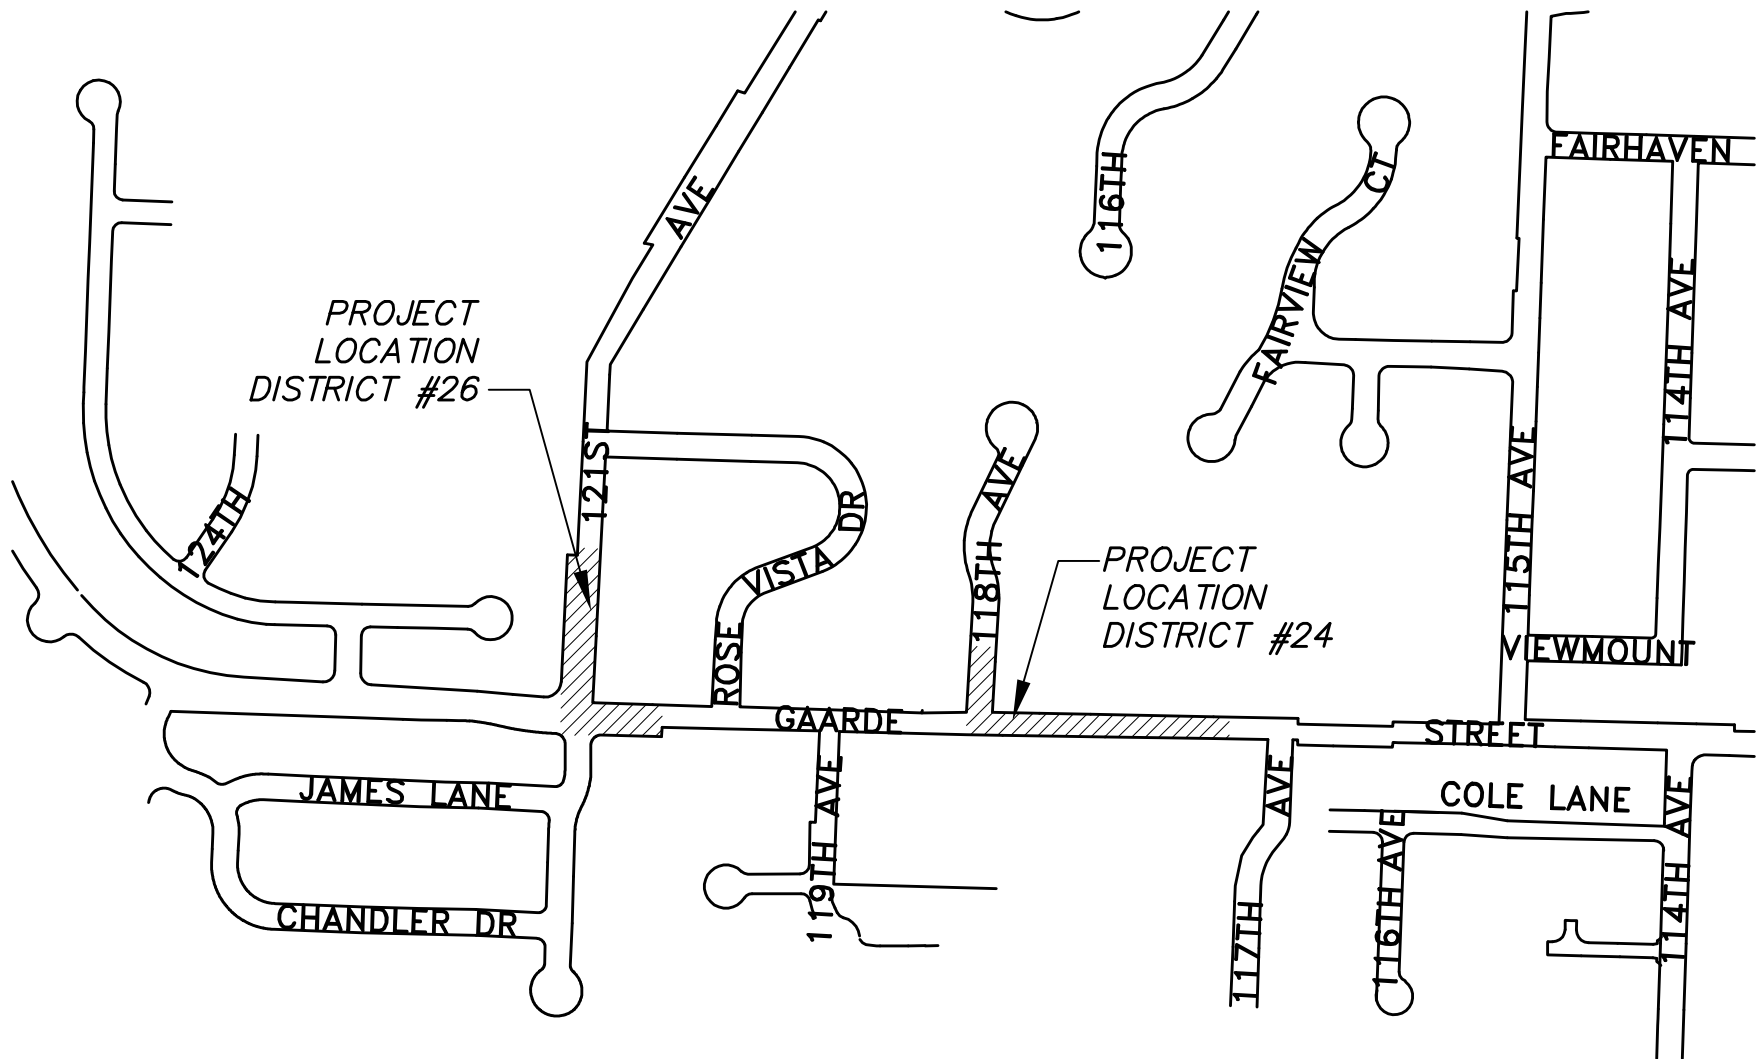 FAIRHAVEN
116TH
CT
FAIRVIEW
AVE
121ST
114TH AVE
PROJECT
LOCATION
DISTRICT #26
124TH
DR
VISTA
ROSE
118TH AVE
115TH AVE
PROJECT
LOCATION
DISTRICT #24
VIEWMOUNT
GAARDE
STREET
JAMES LANE
119TH AVE
117TH AVE
COLE LANE
116TH AVE
114TH AVE
CHANDLER DR